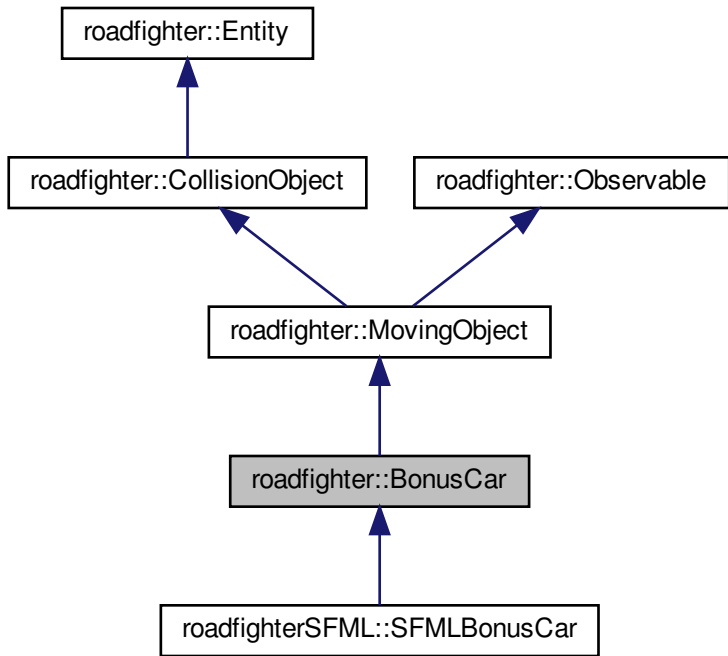 roadfighter::Entity
roadfighter::CollisionObject
roadfighter::Observable
roadfighter::MovingObject
roadfighter::BonusCar
roadfighterSFML::SFMLBonusCar